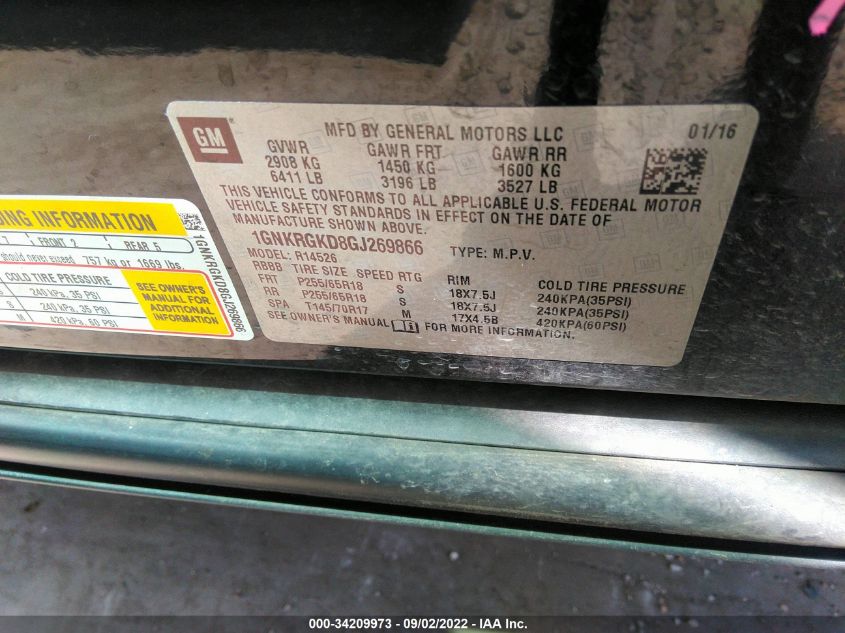 GM
MFD BY GENERAL MOTORS LLC 01/16
GVWR GAWR FRT GAWR RR
2908 KG 1450 KG 1600 KG
6411 LB 3196 LB 3527 LB
THIS VEHICLE CONFORMS TO ALL APPLICABLE U.S. FEDERAL MOTOR
VEHICLE SAFETY STANDARDS IN EFFECT ON THE DATE OF
MANUFACTURE SHOWN ABOVE.
1GNKRGKD8GJ269866 TYPE: M.P.V.
MODEL: R14526
RBBB TIRE SIZE SPEED RTG RIM COLD TIRE PRESSURE
FRT P255/65R18 S 18X7.5J 240KPA(35PSI)
RR P255/65R18 S 18X7.5J 240KPA(35PSI)
SPA T145/70R17 M 17X4.5B 420KPA(60PSI)
SEE OWNER'S MANUAL FOR MORE INFORMATION.
DING INFORMATION
7 FRONT 2 REAR 5
should never exceed 757 kg or 1669 lbs.
COLD TIRE PRESSURE
S 240 kPa, 35 PSI
S 240 kPa, 35 PSI
M 420 kPa, 60 PSI
SEE OWNER'S
MANUAL FOR
ADDITIONAL
INFORMATION
1GNKRGKD8GJ269866
000-34209973 - 09/02/2022 - IAA Inc.